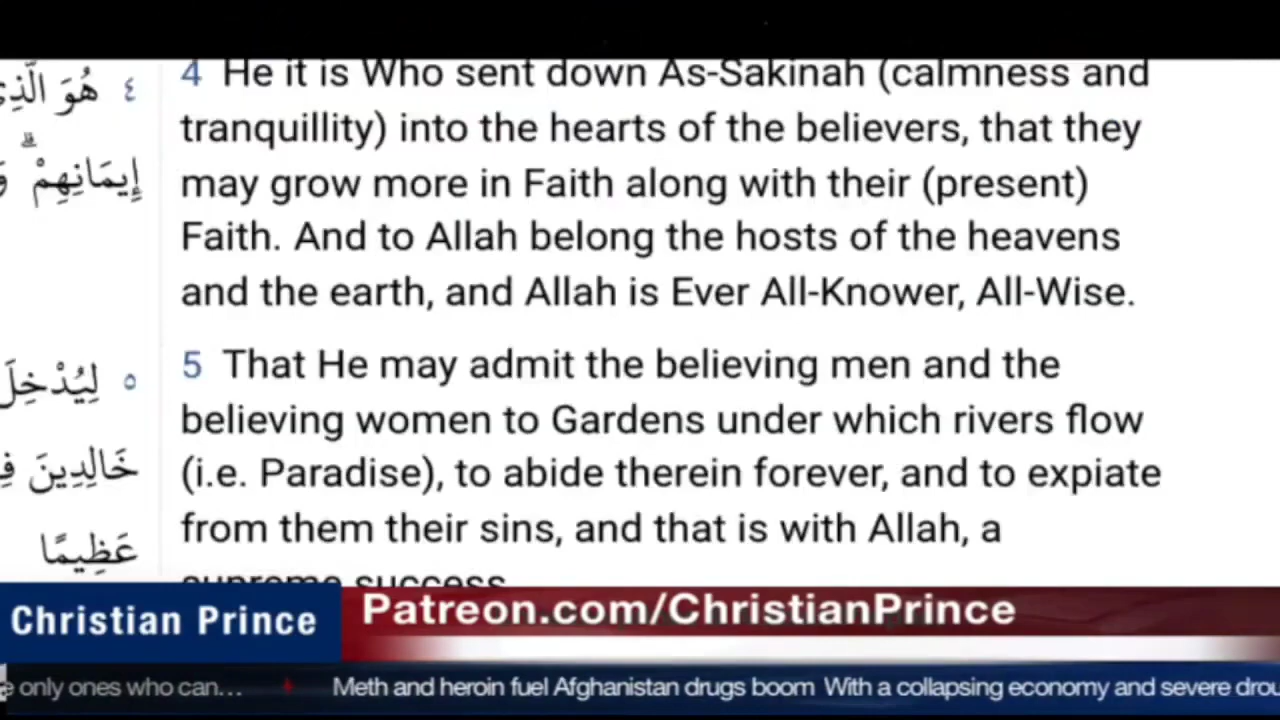 4 He it is Who sent down As-Sakinah (calmness and
tranquillity) into the hearts of the believers, that they
may grow more in Faith along with their (present)
Faith. And to Allah belong the hosts of the heavens
and the earth, and Allah is Ever All-Knower, All-Wise.
٤ هُوَ الَّذِي
إِيمَانِهِمْ ۗ وَ
5 That He may admit the believing men and the
believing women to Gardens under which rivers flow
(i.e. Paradise), to abide therein forever, and to expiate
from them their sins, and that is with Allah, a
supreme success
٥ لِيُدْخِلَ
خَالِدِينَ فِ
عَظِيمًا
Christian Prince
Patreon.com/ChristianPrince
e only ones who can... Meth and heroin fuel Afghanistan drugs boom With a collapsing economy and severe drou